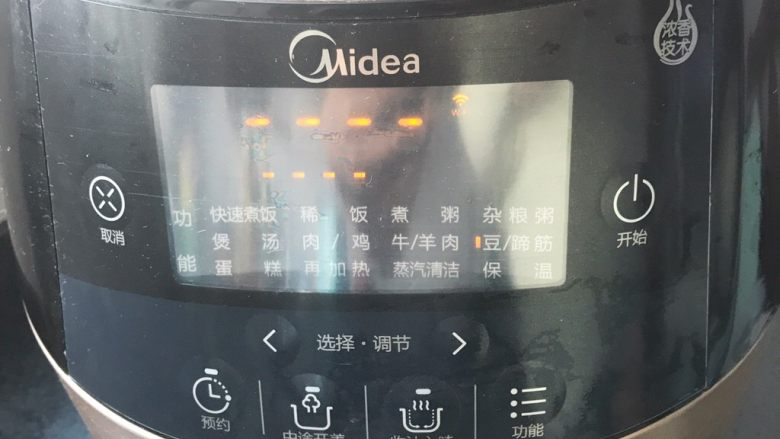 Midea
浓香
技术
快速煮饭 稀饭 煮粥 杂粮粥
煲汤 肉/鸡 牛/羊肉 豆/蹄筋
蛋糕 再加热 蒸汽清洁 保温
功能
取消
开始
选择·调节
预约
功能